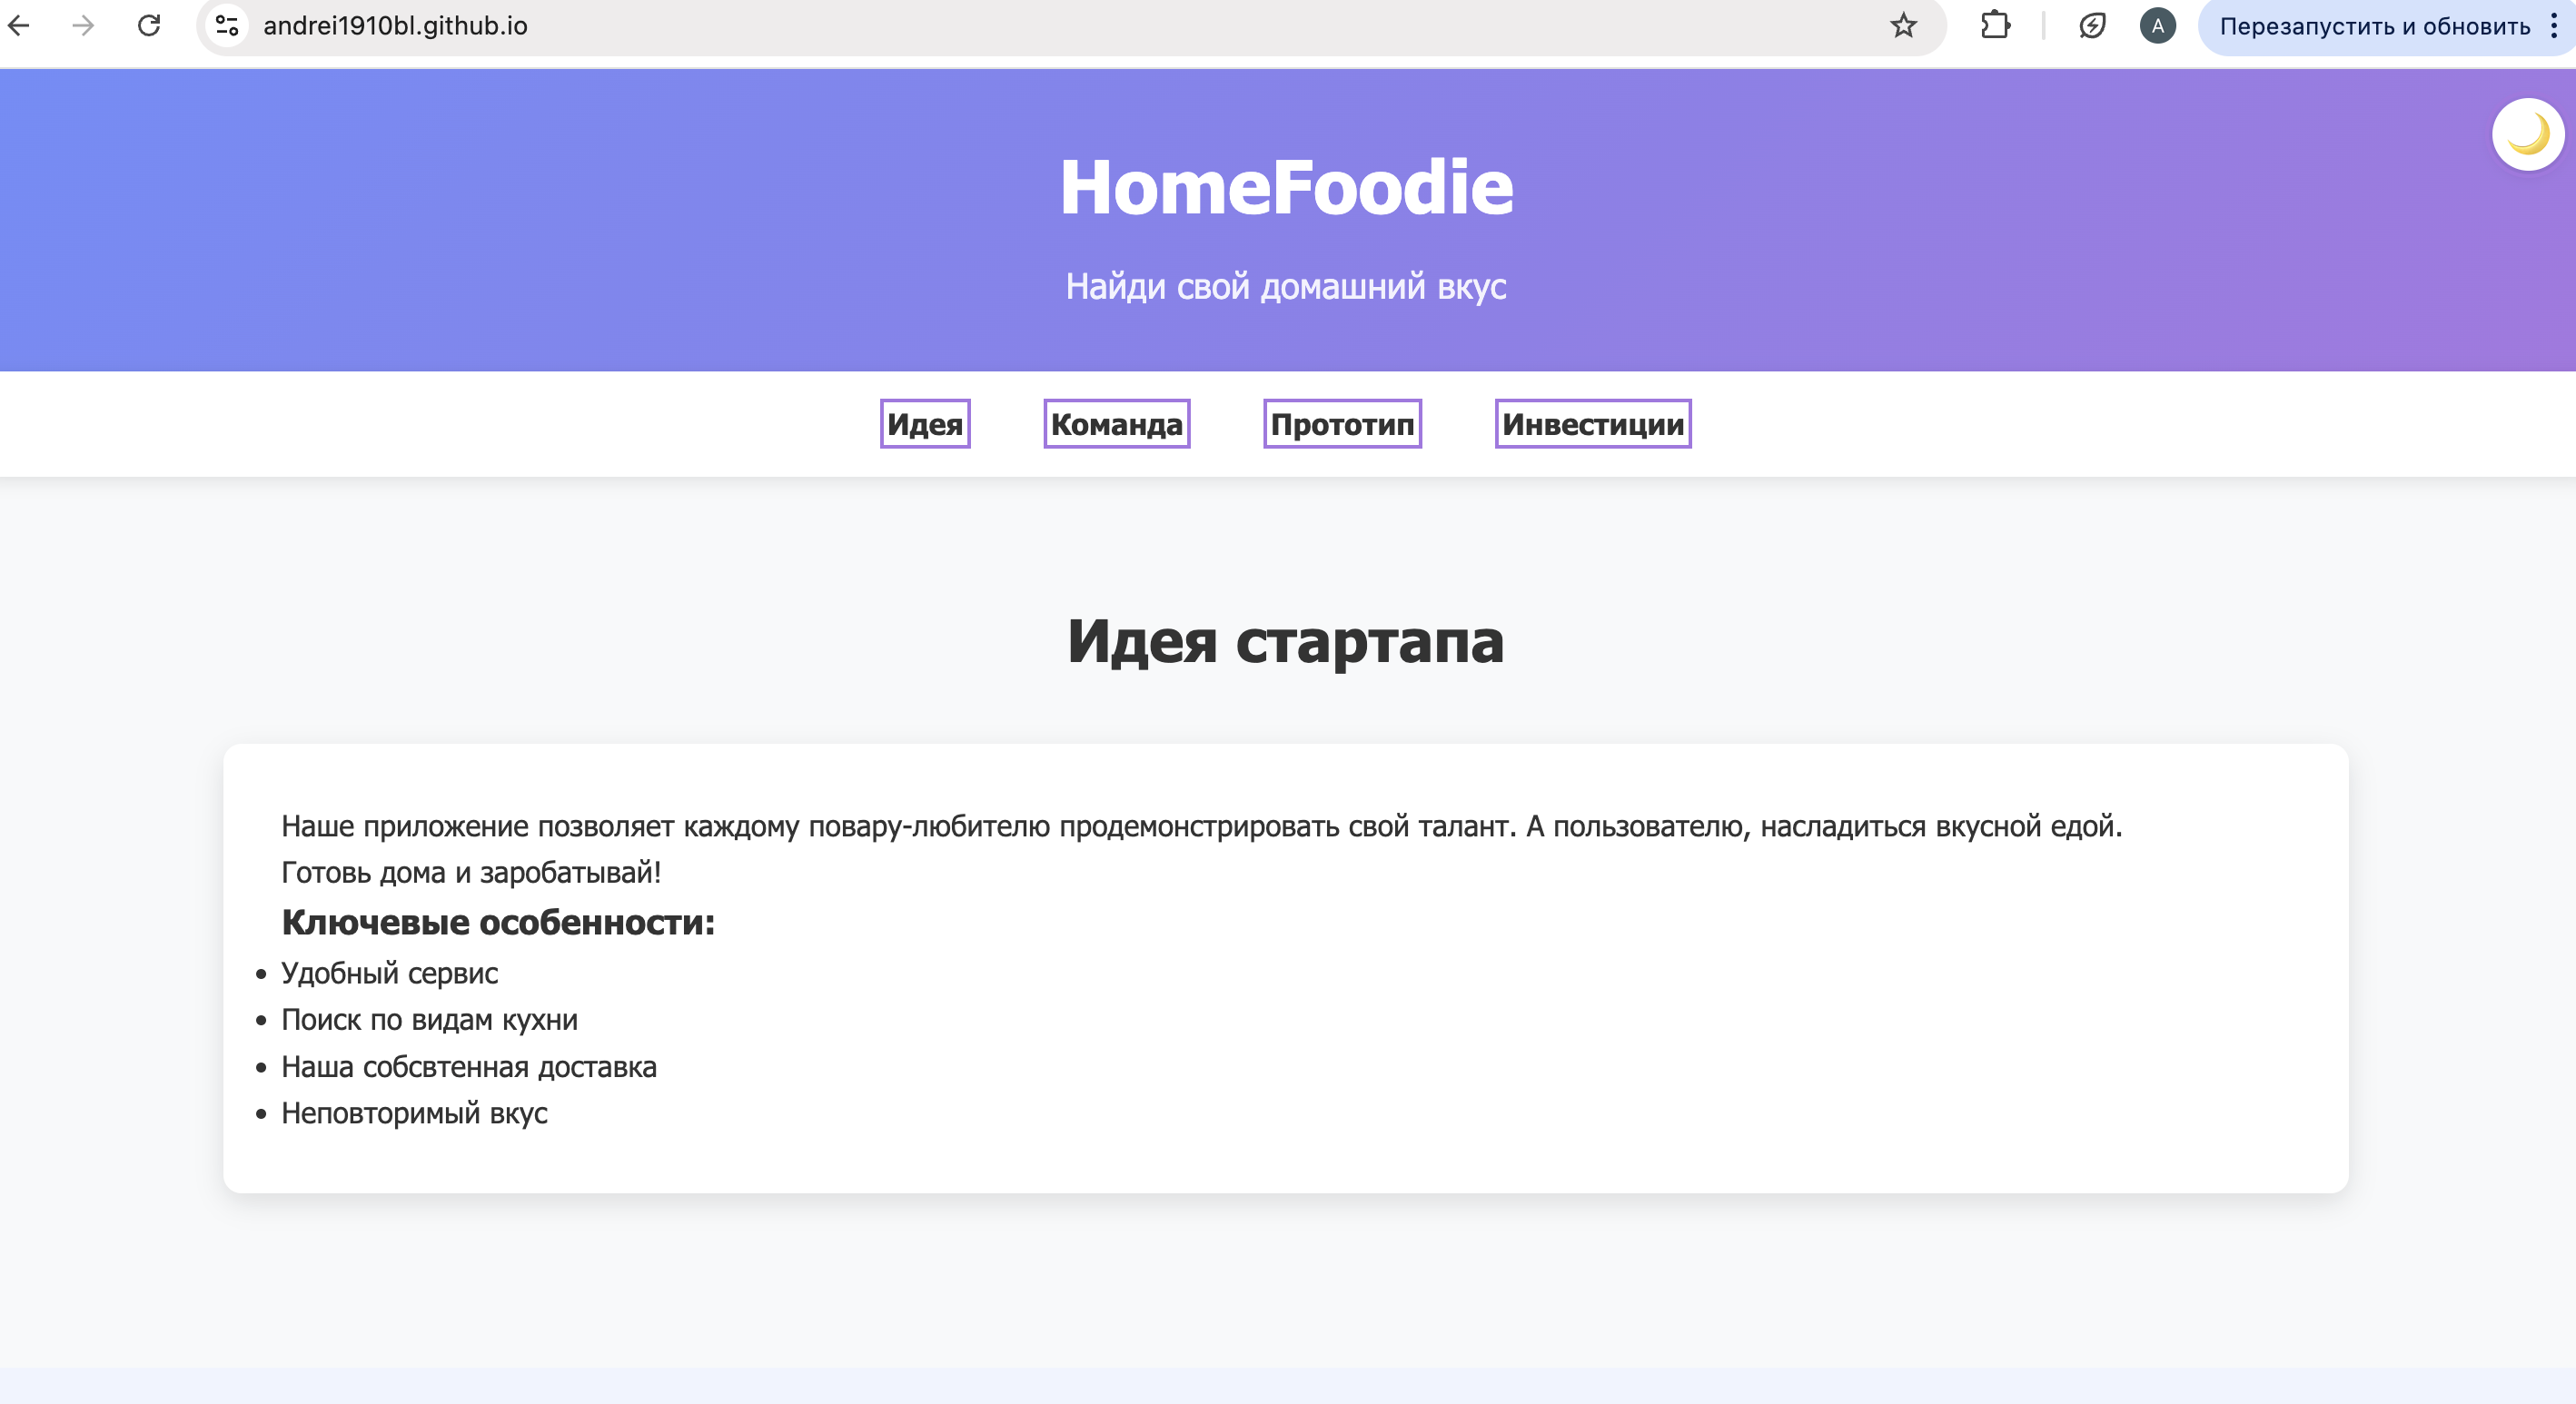 andrei1910bl.github.io
A
Перезапустить и обновить
HomeFoodie
Найди свой домашний вкус
Идея
Команда
Прототип
Инвестиции
Идея стартапа
Наше приложение позволяет каждому повару-любителю продемонстрировать свой талант. А пользователю, насладиться вкусной едой.
Готовь дома и заробатывай!
Ключевые особенности:
• Удобный сервис
• Поиск по видам кухни
• Наша собсвтенная доставка
• Неповторимый вкус